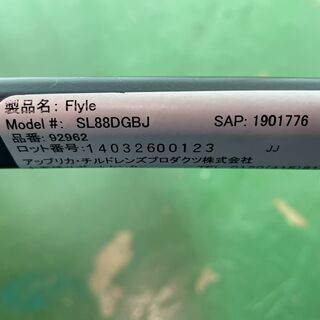 製品名: Flyle
Model #: SL88DGBJ SAP: 1901776
品番: 92962
ロット番号:14032600123 JJ
アップリカ・チルドレンズプロダクツ株式会社